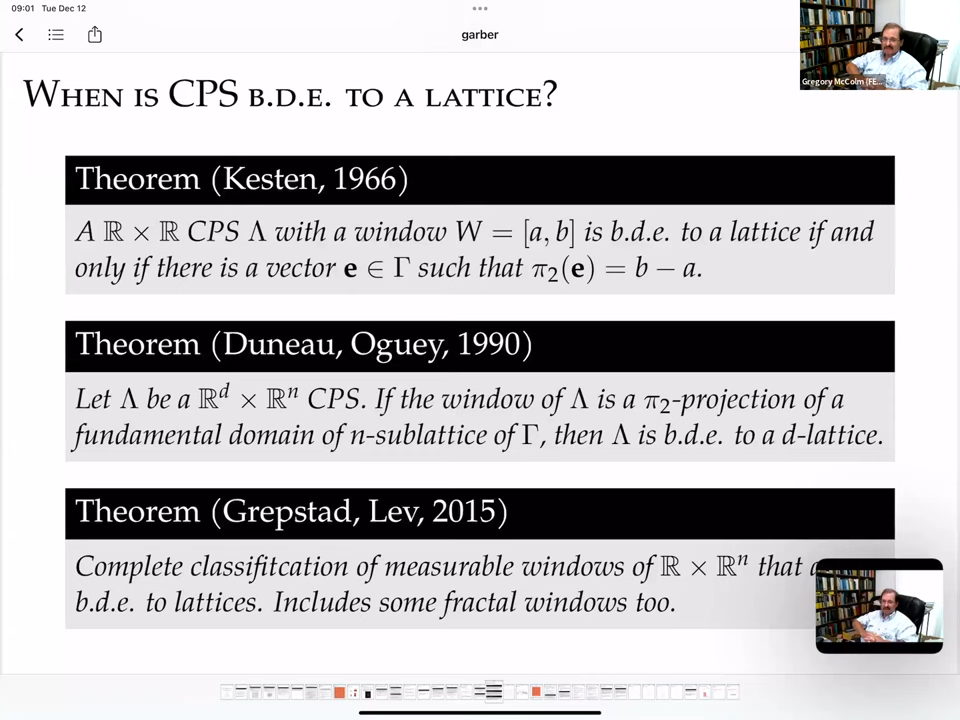 09:01 Tue Dec 12
garber
Gregory McColm (FE...
WHEN IS CPS B.D.E. TO A LATTICE?
Theorem (Kesten, 1966)
A ℝ × ℝ CPS Λ with a window W = [a, b] is b.d.e. to a lattice if and
only if there is a vector e ∈ Γ such that π₂(e) = b − a.
Theorem (Duneau, Oguey, 1990)
Let Λ be a ℝᵈ × ℝⁿ CPS. If the window of Λ is a π₂-projection of a
fundamental domain of n-sublattice of Γ, then Λ is b.d.e. to a d-lattice.
Theorem (Grepstad, Lev, 2015)
Complete classifitcation of measurable windows of ℝ × ℝⁿ that
b.d.e. to lattices. Includes some fractal windows too.